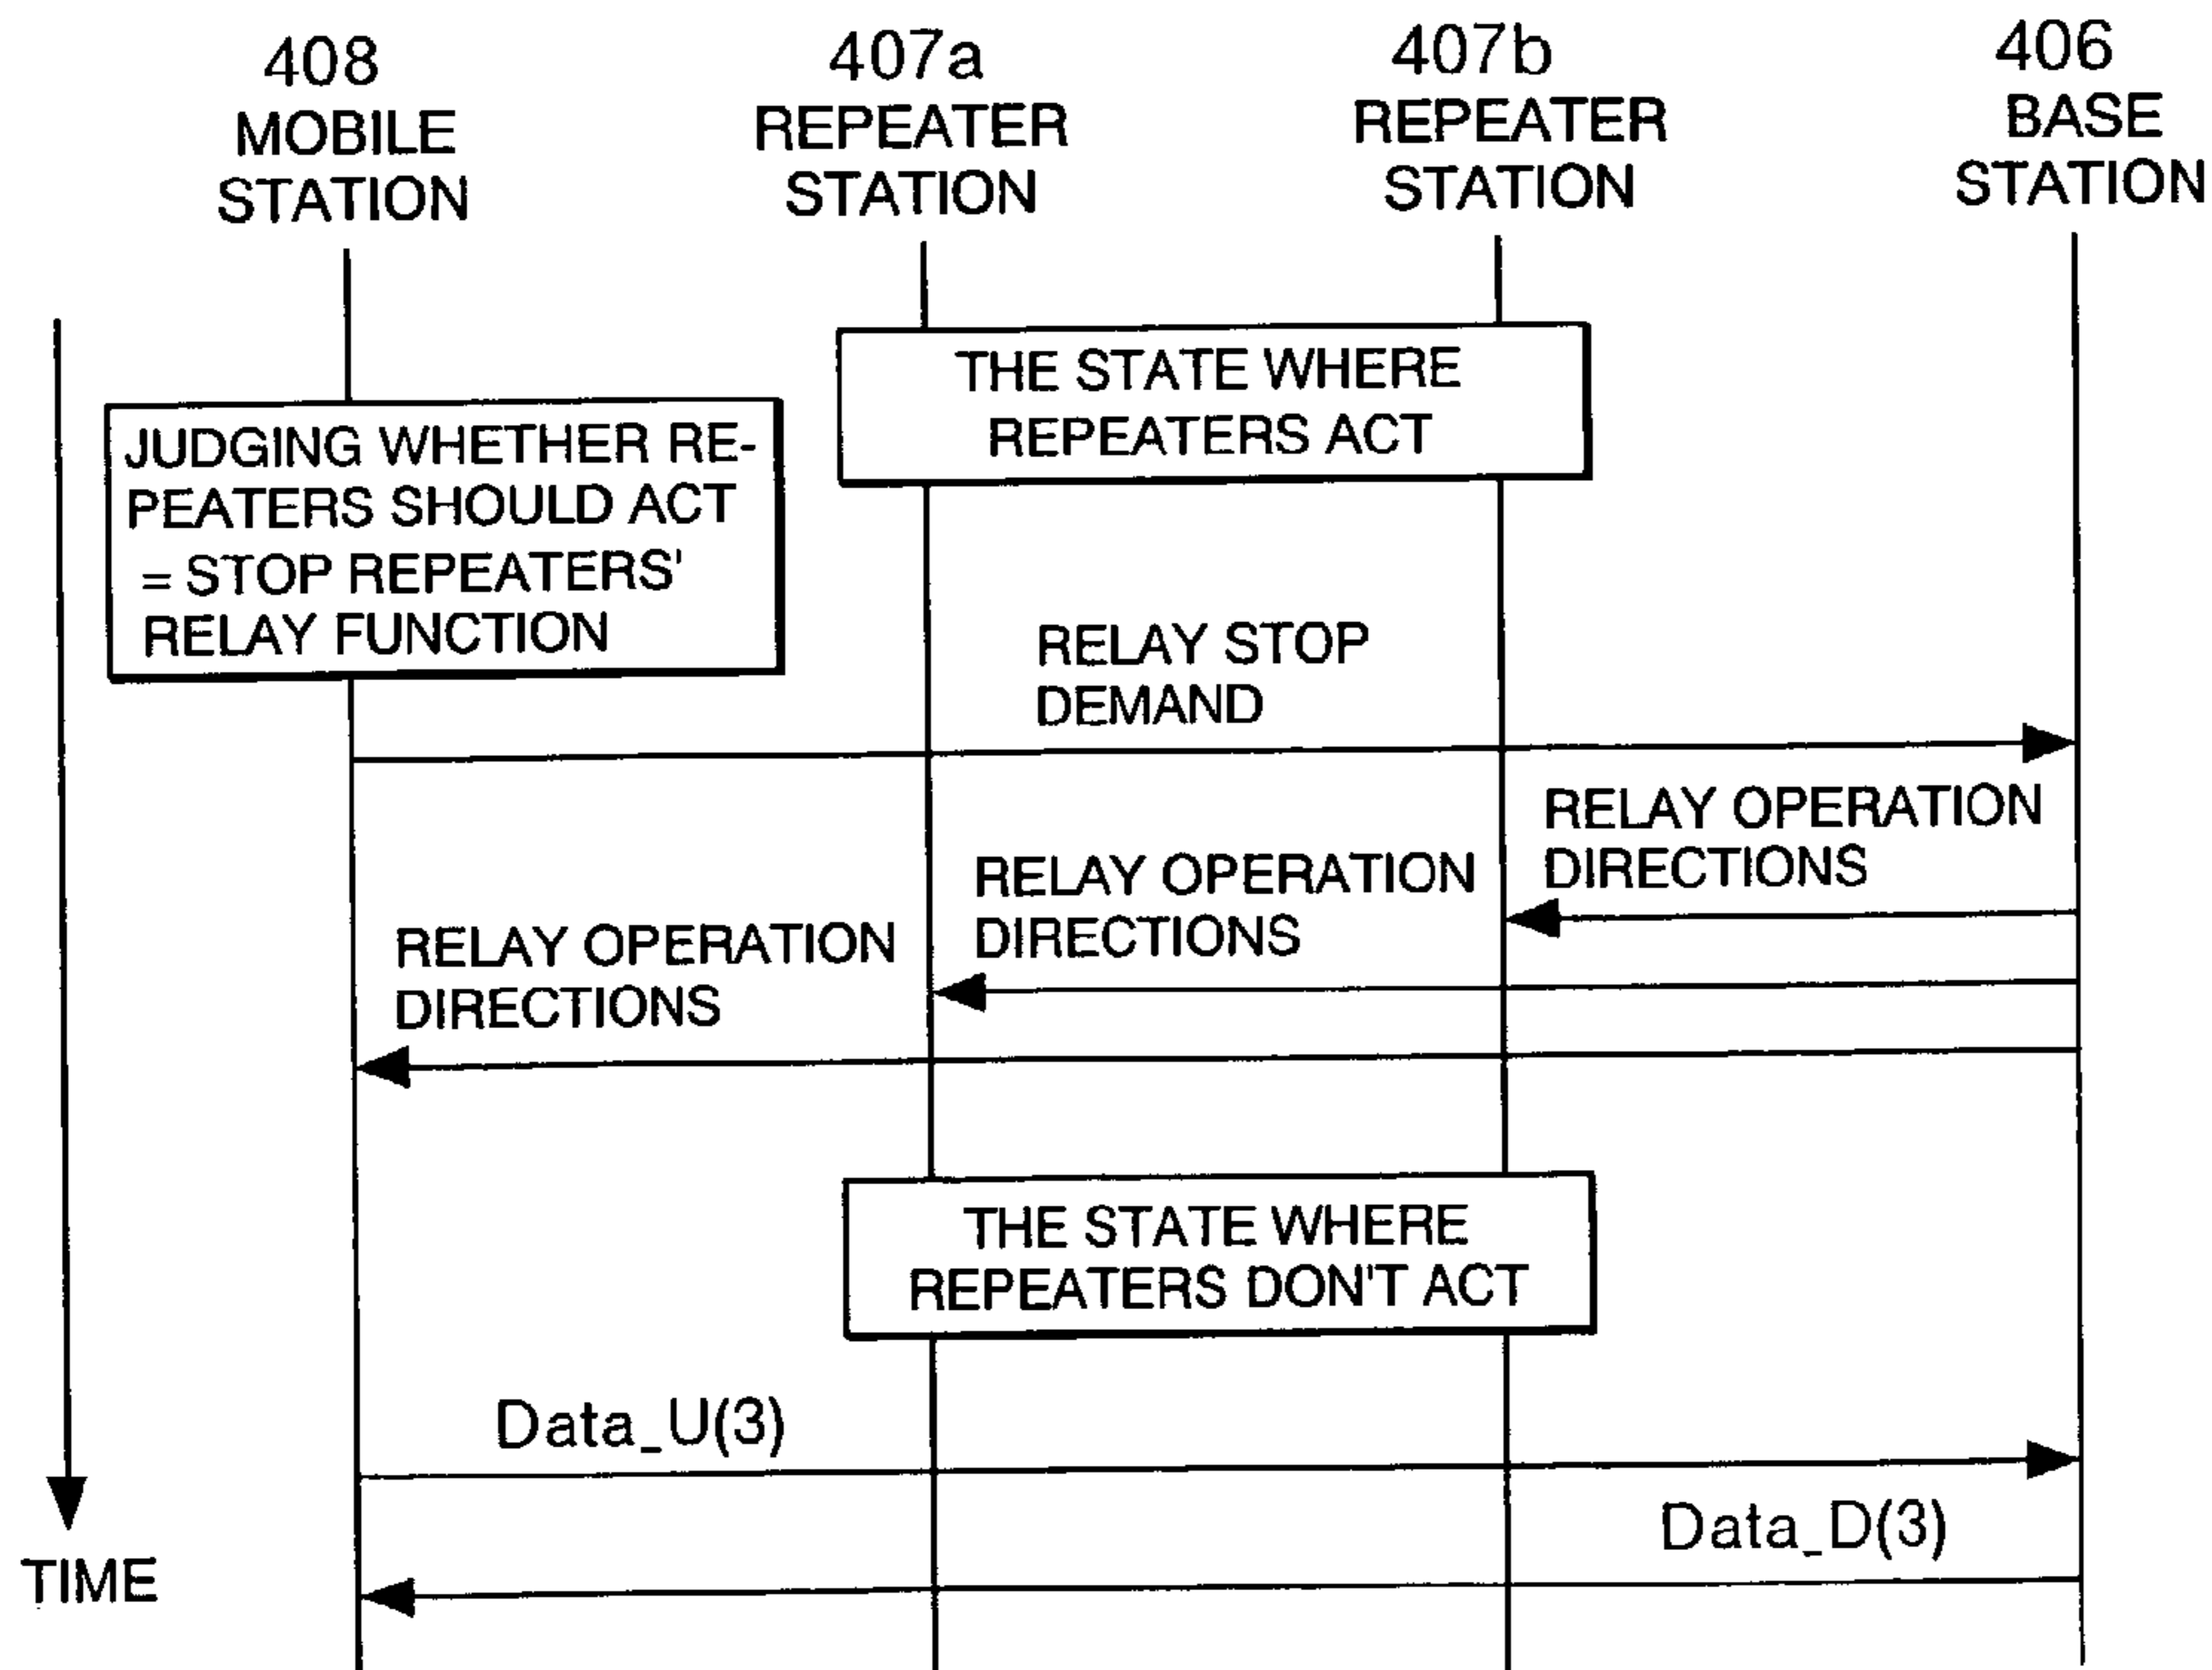 408
MOBILE
STATION
407a
REPEATER
STATION
407b
REPEATER
STATION
406
BASE
STATION
THE STATE WHERE
REPEATERS ACT
JUDGING WHETHER RE-
PEATERS SHOULD ACT
= STOP REPEATERS'
RELAY FUNCTION
RELAY STOP
DEMAND
RELAY OPERATION
DIRECTIONS
RELAY OPERATION
DIRECTIONS
RELAY OPERATION
DIRECTIONS
THE STATE WHERE
REPEATERS DON'T ACT
Data_U(3)
Data_D(3)
TIME